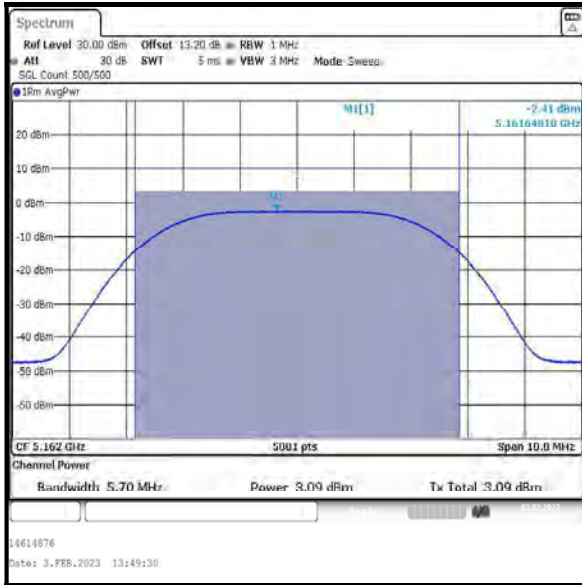 Spectrum
Ref Level 30.00 dBm Offset 13.20 dB RBW 1 MHz
Att 30 dB SWT 5 ms VBW 3 MHz Mode Sweep
SGL Count 500/500
1Rm AvgPwr
M1[1] -2.41 dBm
5.16164810 GHz
20 dBm
10 dBm
0 dBm
M1
-10 dBm
-20 dBm
-30 dBm
-40 dBm
-50 dBm
-60 dBm
CF 5.162 GHz 5001 pts Span 10.0 MHz
Channel Power
Bandwidth 5.70 MHz Power 3.09 dBm Tx Total 3.09 dBm
Ready 03.02.2023
14614876
Date: 3.FEB.2023 13:49:30